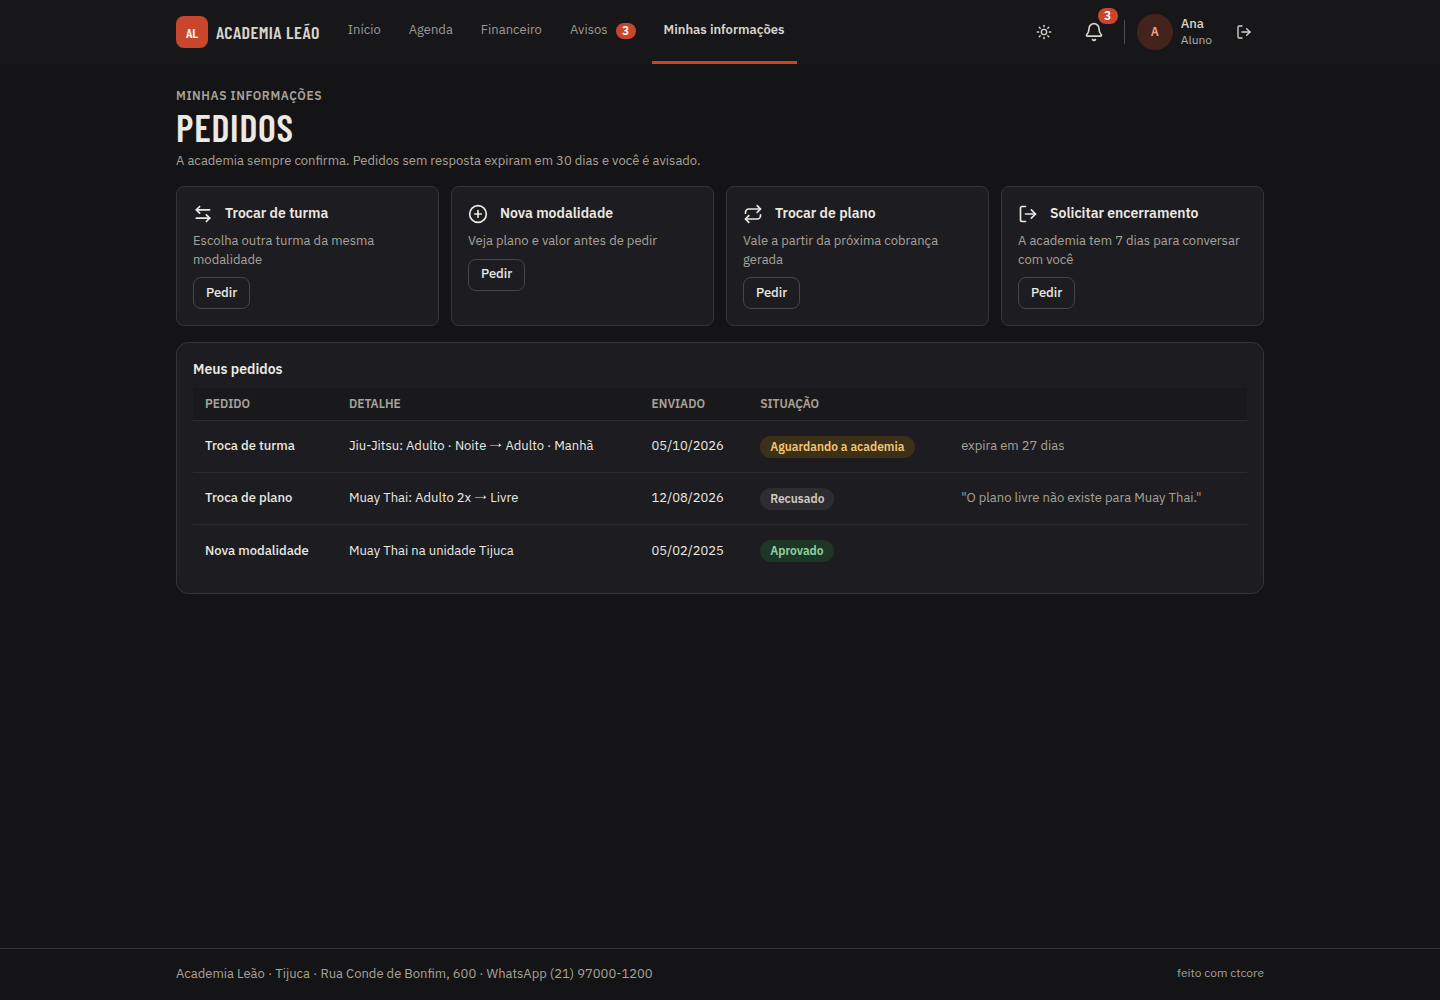 AL ACADEMIA LEÃO Início Agenda Financeiro Avisos 3 Minhas informações 3 A Ana
Aluno
MINHAS INFORMAÇÕES
PEDIDOS
A academia sempre confirma. Pedidos sem resposta expiram em 30 dias e você é avisado.
Trocar de turma
Escolha outra turma da mesma
modalidade
Pedir
Nova modalidade
Veja plano e valor antes de pedir
Pedir
Trocar de plano
Vale a partir da próxima cobrança
gerada
Pedir
Solicitar encerramento
A academia tem 7 dias para conversar
com você
Pedir
Meus pedidos
PEDIDO DETALHE ENVIADO SITUAÇÃO
Troca de turma Jiu-Jitsu: Adulto · Noite → Adulto · Manhã 05/10/2026 Aguardando a academia expira em 27 dias
Troca de plano Muay Thai: Adulto 2x → Livre 12/08/2026 Recusado "O plano livre não existe para Muay Thai."
Nova modalidade Muay Thai na unidade Tijuca 05/02/2025 Aprovado
Academia Leão · Tijuca · Rua Conde de Bonfim, 600 · WhatsApp (21) 97000-1200 feito com ctcore